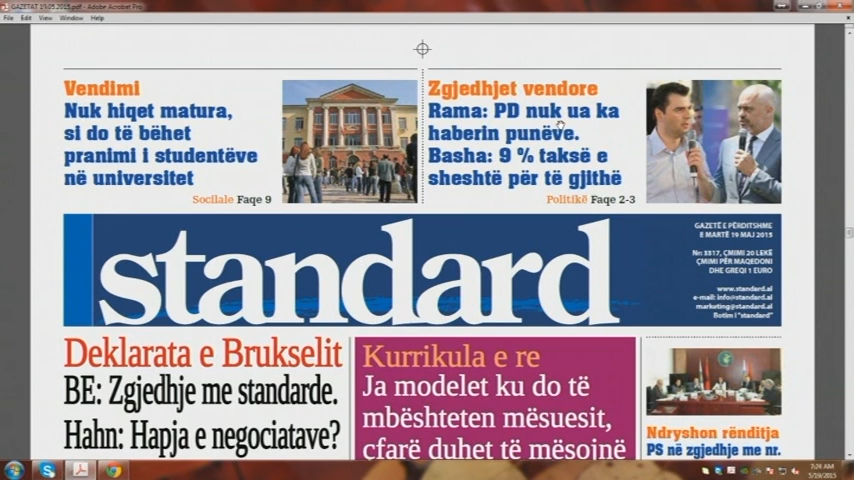 GAZETAT 19.05.2015.pdf - Adobe Acrobat Pro
File Edit View Window Help
Vendimi
Nuk hiqet matura,
si do të bëhet
pranimi i studentëve
në universitet
Socilale Faqe 9
Zgjedhjet vendore
Rama: PD nuk ua ka
haberin punëve.
Basha: 9 % taksë e
sheshtë për të gjithë
Politikë Faqe 2-3
standard
GAZETË E PËRDITSHME
E MARTË 19 MAJ 2015
Nr: 3317, ÇMIMI 20 LEKË
ÇMIMI PËR MAQEDONI
DHE GREQI 1 EURO
www.standard.al
e-mail: info@standard.al
marketing@standard.al
Botim i "standard"
Deklarata e Brukselit
BE: Zgjedhje me standarde.
Hahn: Hapja e negociatave?
Kurrikula e re
Ja modelet ku do të
mbështeten mësuesit,
çfarë duhet të mësojnë
Ndryshon rënditja
PS në zgjedhje me nr.
7:24 AM
5/19/2015